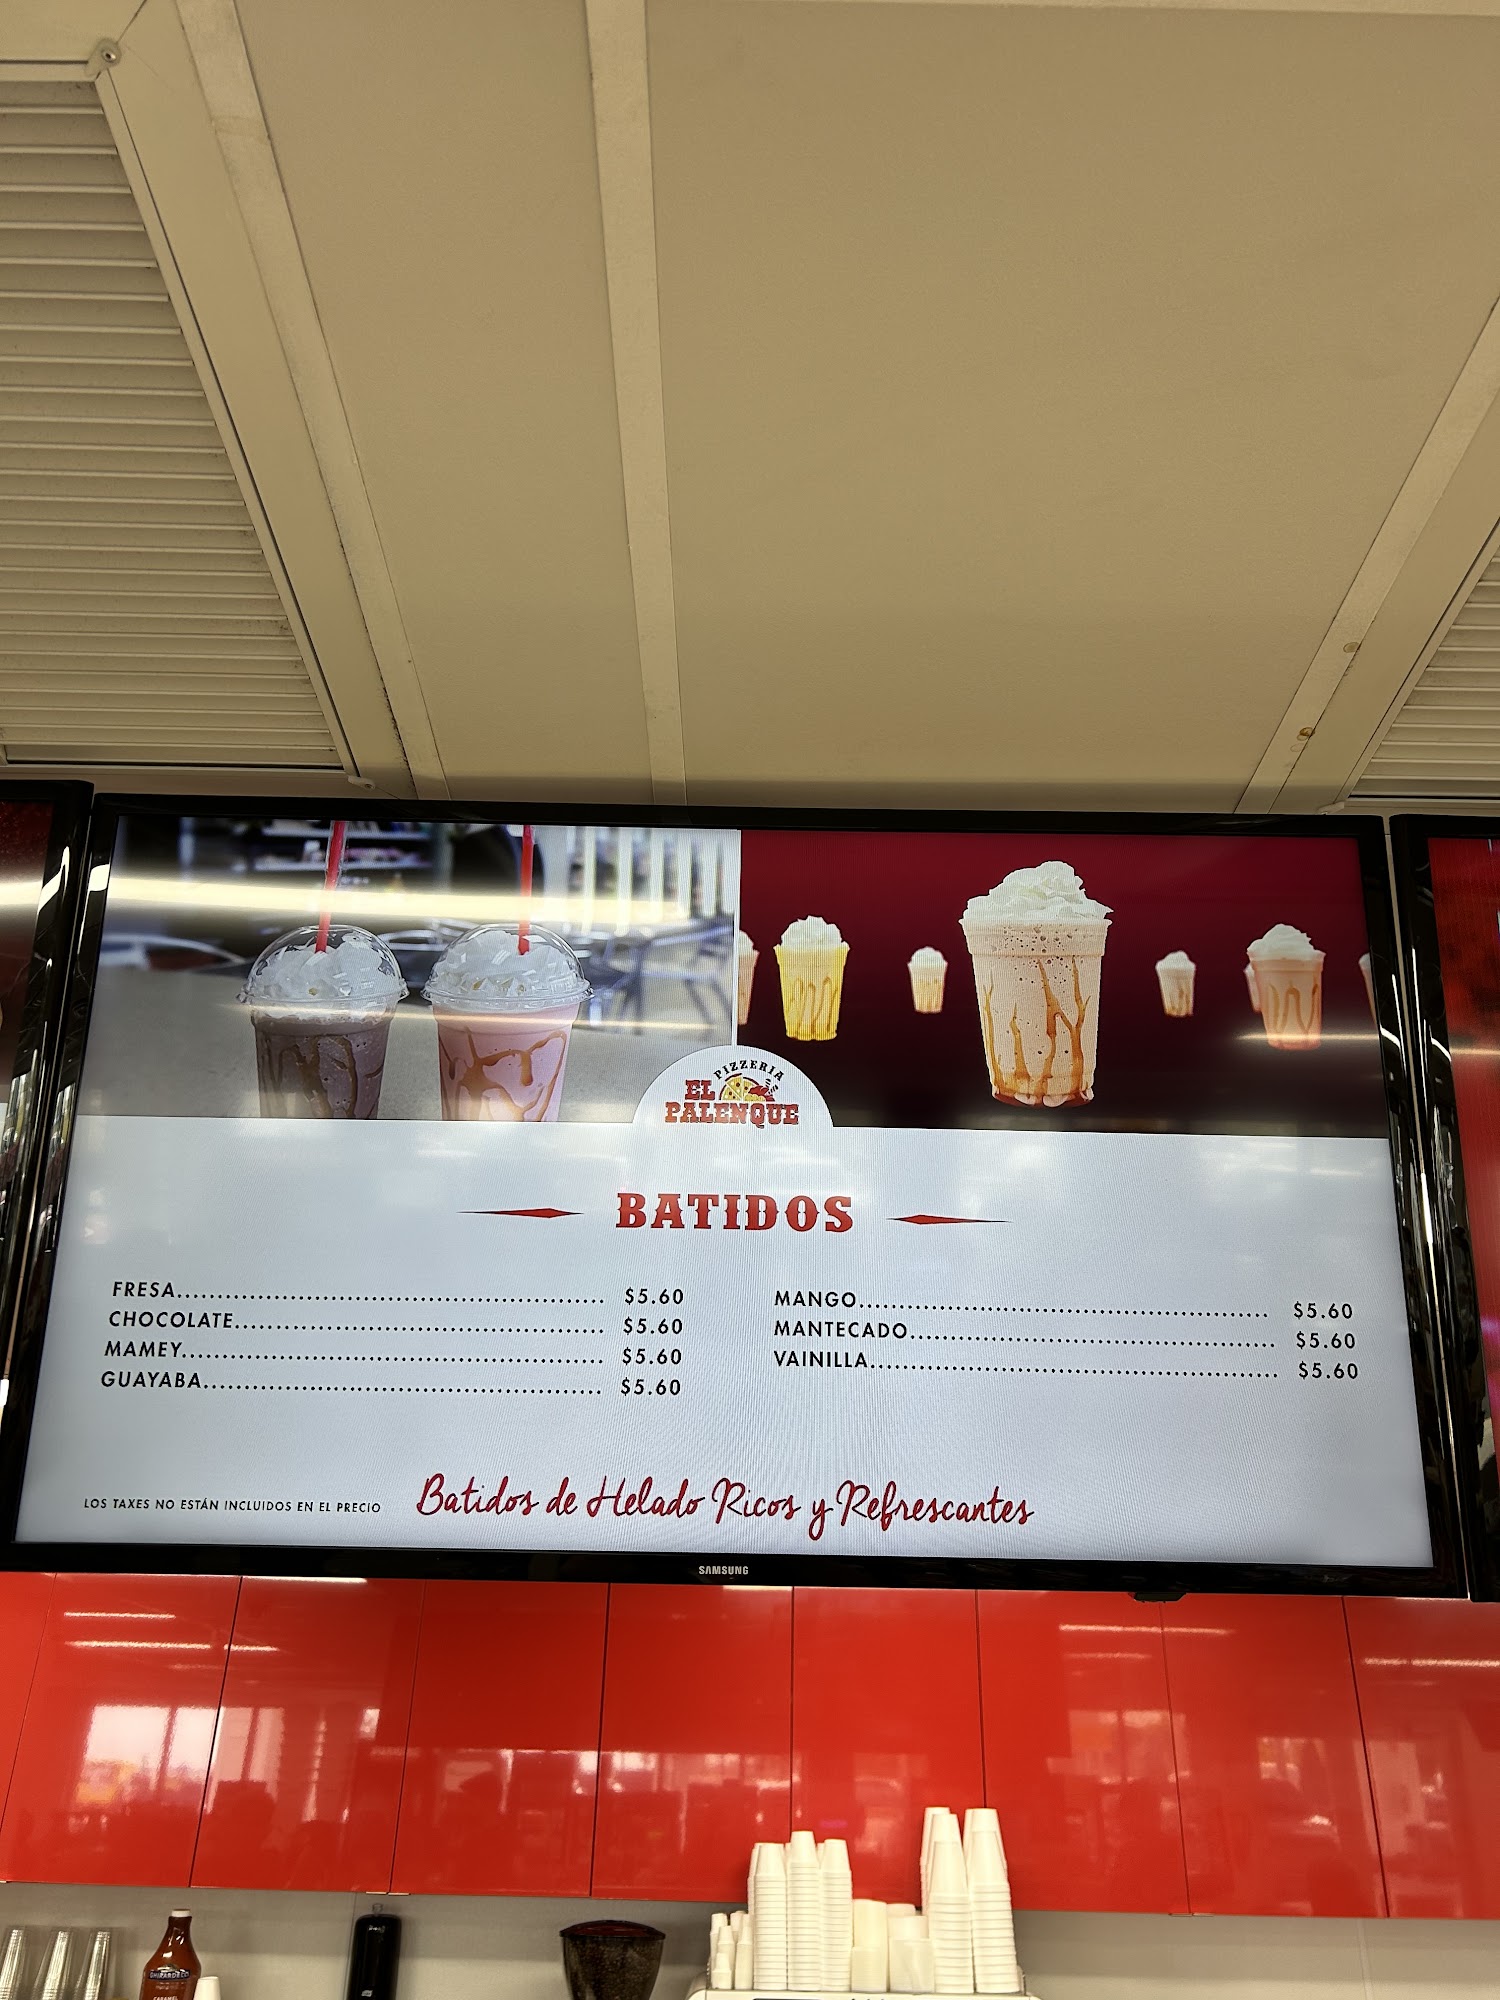 PIZZERIA
EL
PALENQUE
BATIDOS
FRESA $5.60
CHOCOLATE $5.60
MAMEY $5.60
GUAYABA $5.60
MANGO $5.60
MANTECADO $5.60
VAINILLA $5.60
LOS TAXES NO ESTÁN INCLUIDOS EN EL PRECIO
Batidos de Helado Ricos y Refrescantes
SAMSUNG
GHIRARDELLI
CARAMEL